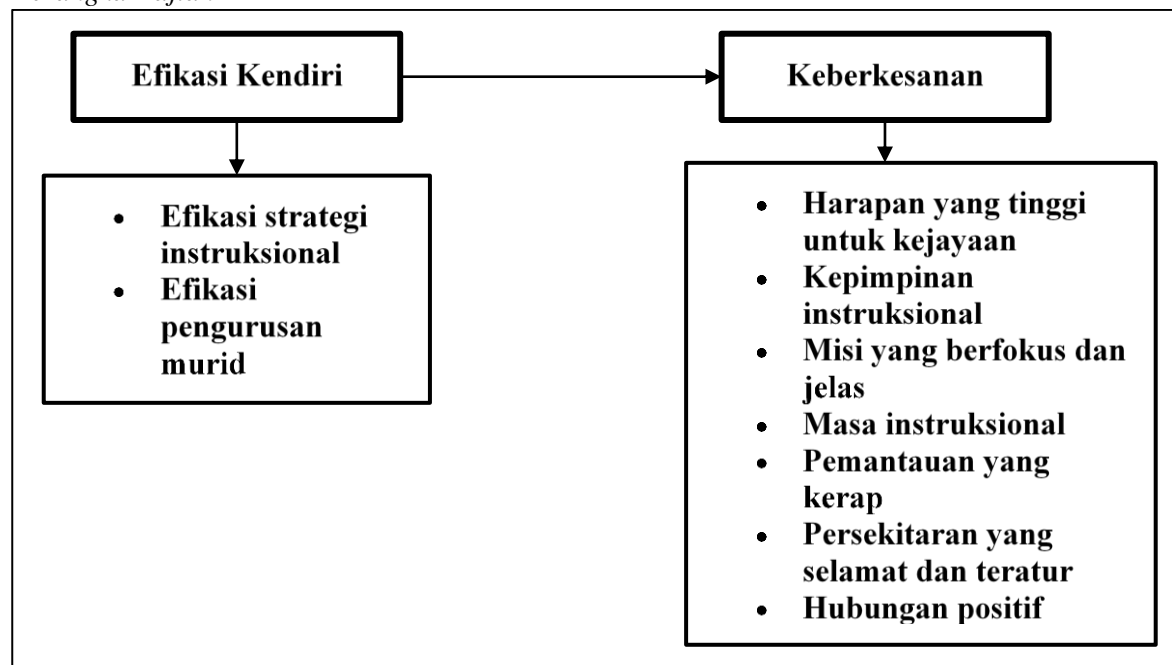 Efikasi Kendiri
Keberkesanan
• Efikasi strategi
instruksional
• Efikasi
pengurusan
murid
• Harapan yang tinggi
untuk kejayaan
• Kepimpinan
instruksional
• Misi yang berfokus dan
jelas
• Masa instruksional
• Pemantauan yang
kerap
• Persekitaran yang
selamat dan teratur
• Hubungan positif